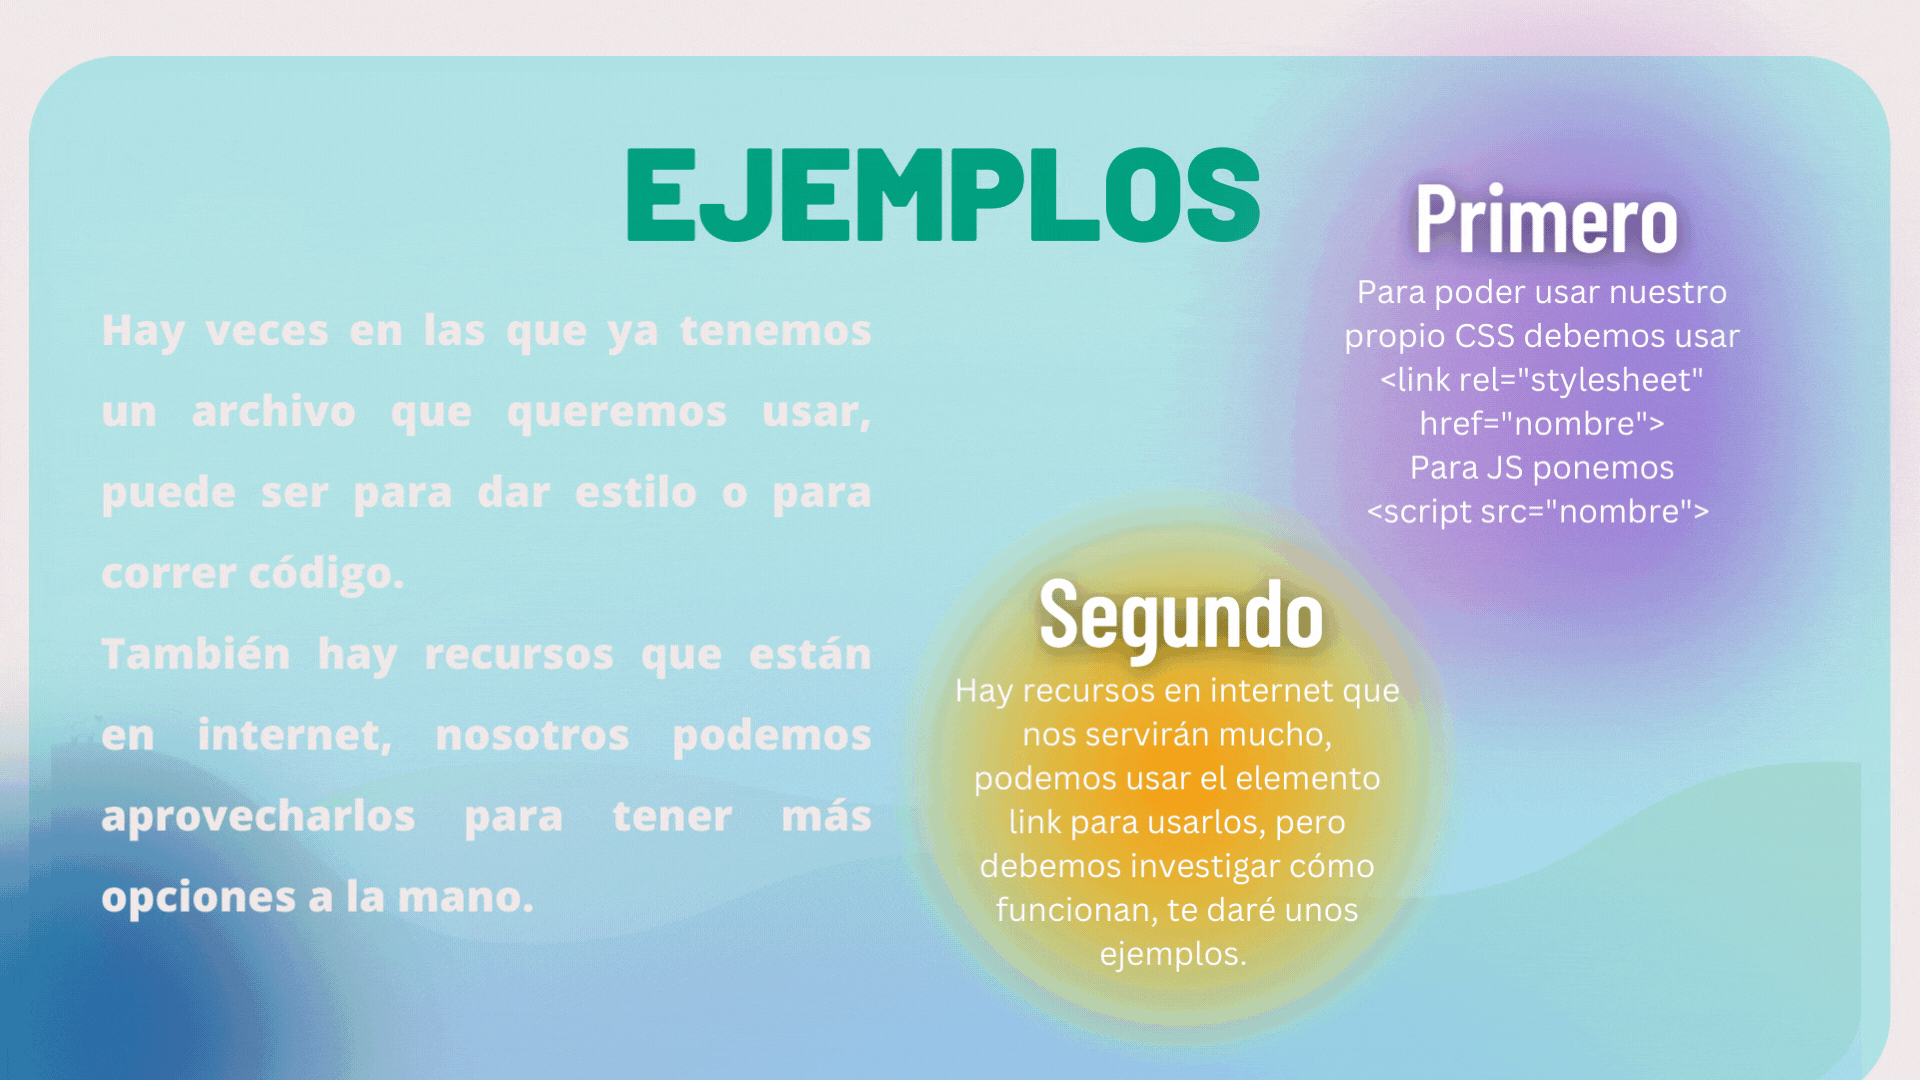 EJEMPLOS
Hay veces en las que ya tenemos
un archivo que queremos usar,
puede ser para dar estilo o para
correr código.
También hay recursos que están
en internet, nosotros podemos
aprovecharlos para tener más
opciones a la mano.
Primero
Para poder usar nuestro
propio CSS debemos usar
<link rel="stylesheet"
href="nombre">
Para JS ponemos
<script src="nombre">
Segundo
Hay recursos en internet que
nos servirán mucho,
podemos usar el elemento
link para usarlos, pero
debemos investigar cómo
funcionan, te daré unos
ejemplos.